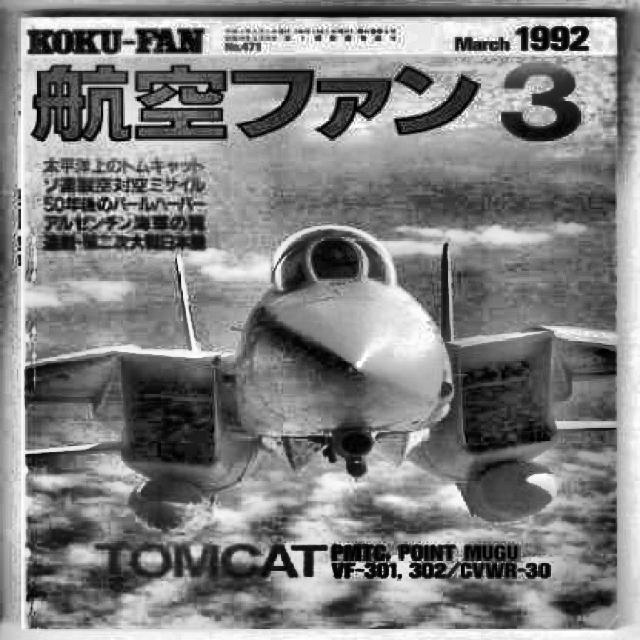 KOKU-FAN
No.471
March 1992
航空ファン 3
太平洋上のトムキャット
ソ連製空対空ミサイル
50年後のパールハーバー
アルゼンチン海軍の翼
TOMCAT
PMTC, POINT MUGU
VF-301, 302/CVWR-30